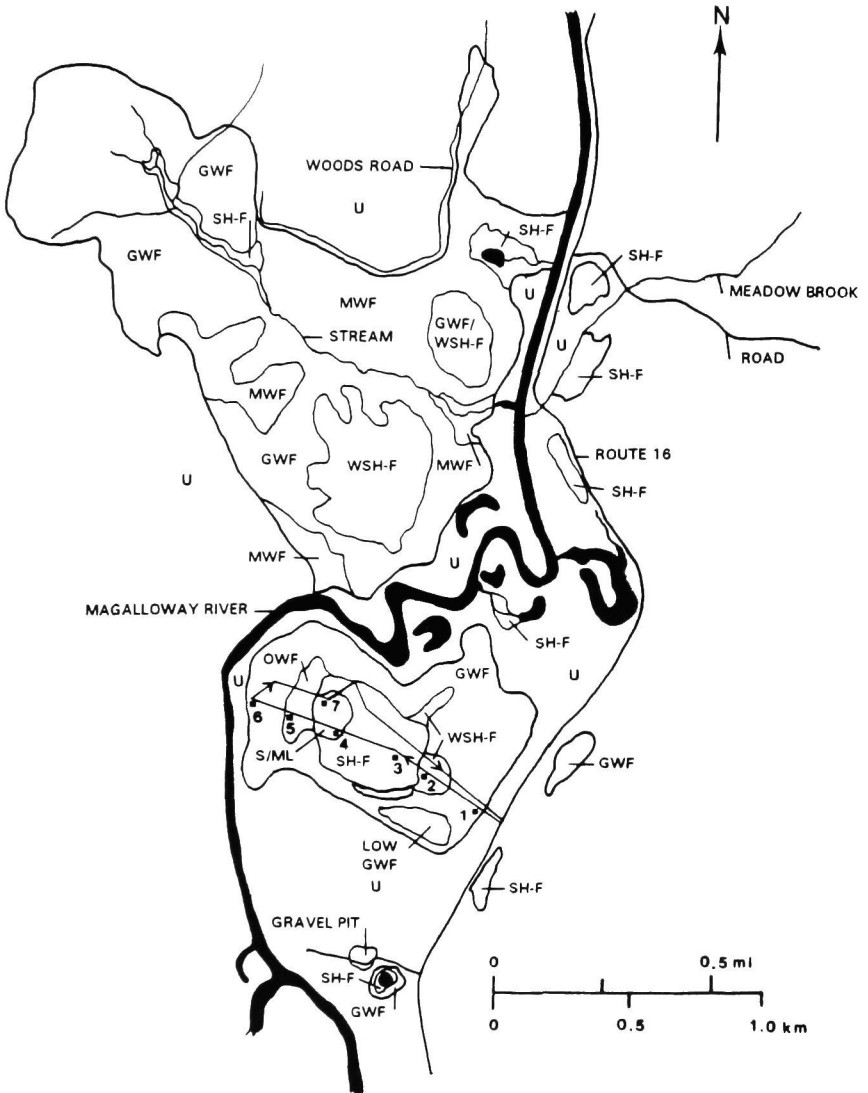 N
GWF
WOODS ROAD
U
SH-F
SH-F
SH-F
GWF
MWF
U
MEADOW BROOK
STREAM
GWF/
WSH-F
U
ROAD
SH-F
MWF
GWF
WSH-F
MWF
ROUTE 16
U
SH-F
MWF
U
MAGALLOWAY RIVER
SH-F
OWF
GWF
U
U
7
6
5
WSH-F
S/ML
4
SH-F
3
GWF
2
1
LOW
GWF
U
SH-F
GRAVEL PIT
SH-F
GWF
0 0.5 mi
0 0.5 1.0 km